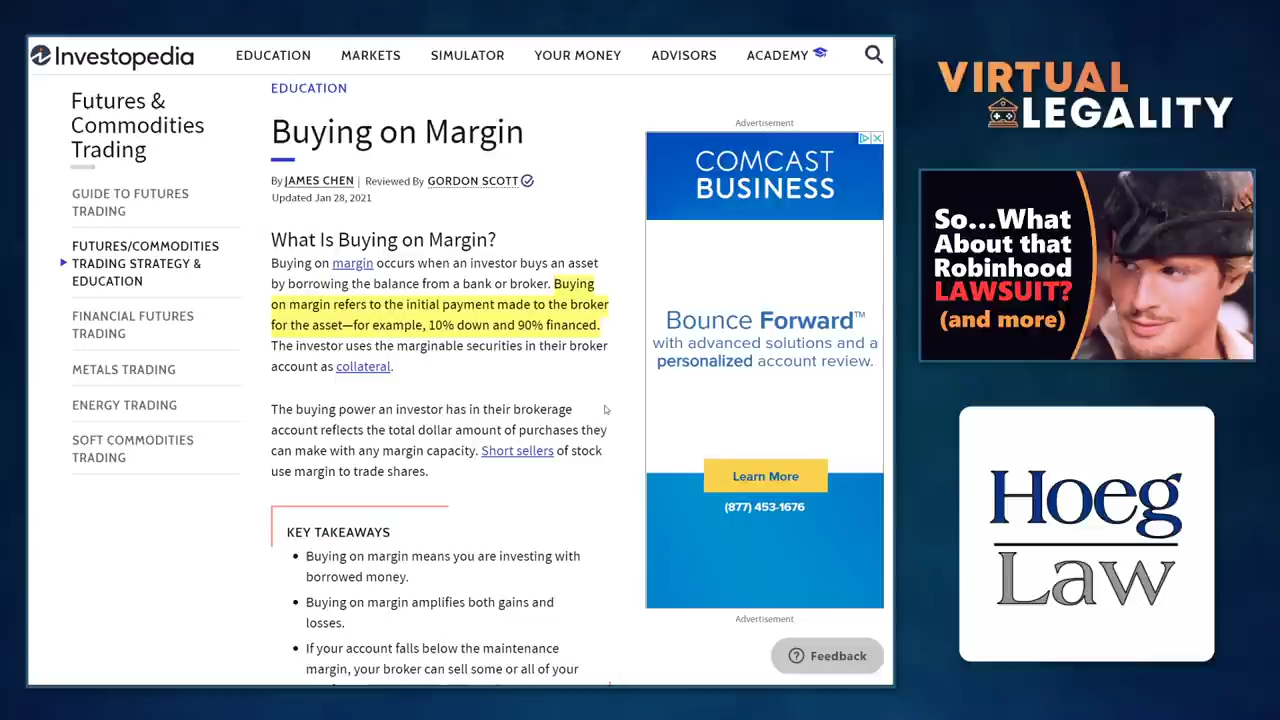 Investopedia
EDUCATION
MARKETS
SIMULATOR
YOUR MONEY
ADVISORS
ACADEMY
Futures &
Commodities
Trading
GUIDE TO FUTURES
TRADING
FUTURES/COMMODITIES
TRADING STRATEGY &
EDUCATION
FINANCIAL FUTURES
TRADING
METALS TRADING
ENERGY TRADING
SOFT COMMODITIES
TRADING
EDUCATION
Buying on Margin
By JAMES CHEN | Reviewed By GORDON SCOTT
Updated Jan 28, 2021
What Is Buying on Margin?
Buying on margin occurs when an investor buys an asset
by borrowing the balance from a bank or broker. Buying
on margin refers to the initial payment made to the broker
for the asset—for example, 10% down and 90% financed.
The investor uses the marginable securities in their broker
account as collateral.
The buying power an investor has in their brokerage
account reflects the total dollar amount of purchases they
can make with any margin capacity. Short sellers of stock
use margin to trade shares.
KEY TAKEAWAYS
• Buying on margin means you are investing with
borrowed money.
• Buying on margin amplifies both gains and
losses.
• If your account falls below the maintenance
margin, your broker can sell some or all of your
Advertisement
COMCAST
BUSINESS
Bounce Forward™
with advanced solutions and a
personalized account review.
Learn More
(877) 453-1676
Advertisement
Feedback
VIRTUAL
LEGALITY
So...What
About that
Robinhood
LAWSUIT?
(and more)
Hoeg
Law